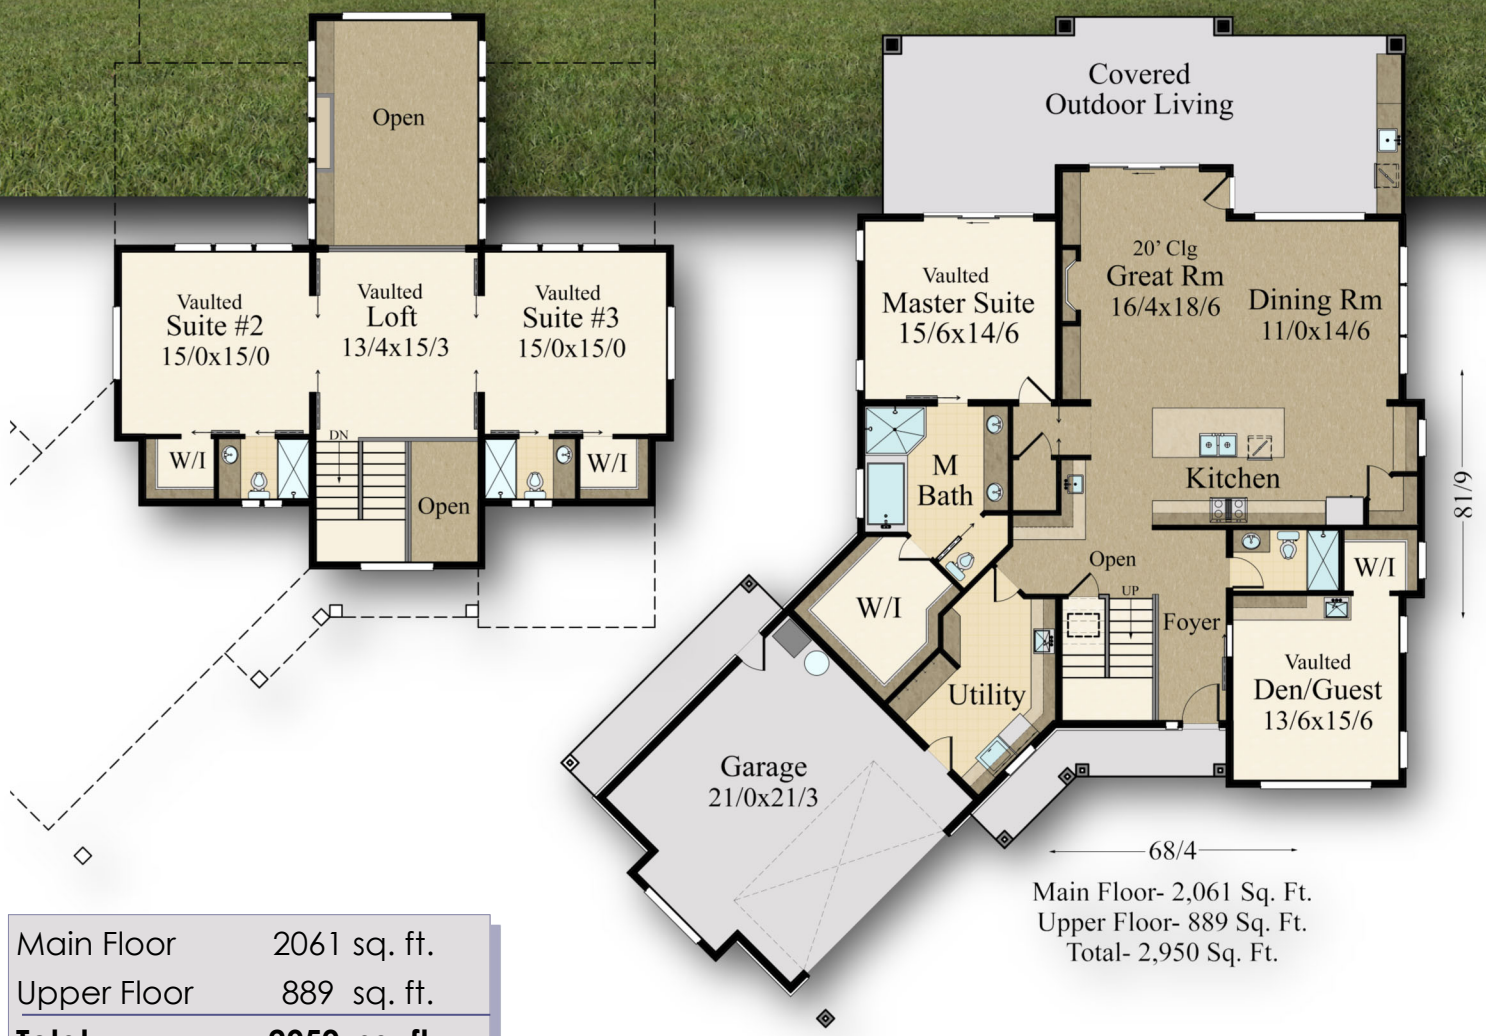 Open
Vaulted
Suite #2
15/0x15/0
Vaulted
Loft
13/4x15/3
Vaulted
Suite #3
15/0x15/0
W/I
DN
W/I
Open
Covered
Outdoor Living
Vaulted
Master Suite
15/6x14/6
20' Clg
Great Rm
16/4x18/6
Dining Rm
11/0x14/6
M
Bath
Kitchen
81/9
Open
W/I
W/I
UP
Foyer
Utility
Vaulted
Den/Guest
13/6x15/6
Garage
21/0x21/3
68/4
Main Floor- 2,061 Sq. Ft.
Upper Floor- 889 Sq. Ft.
Total- 2,950 Sq. Ft.
Main Floor 2061 sq. ft.
Upper Floor 889 sq. ft.
Total 2950 sq. ft.